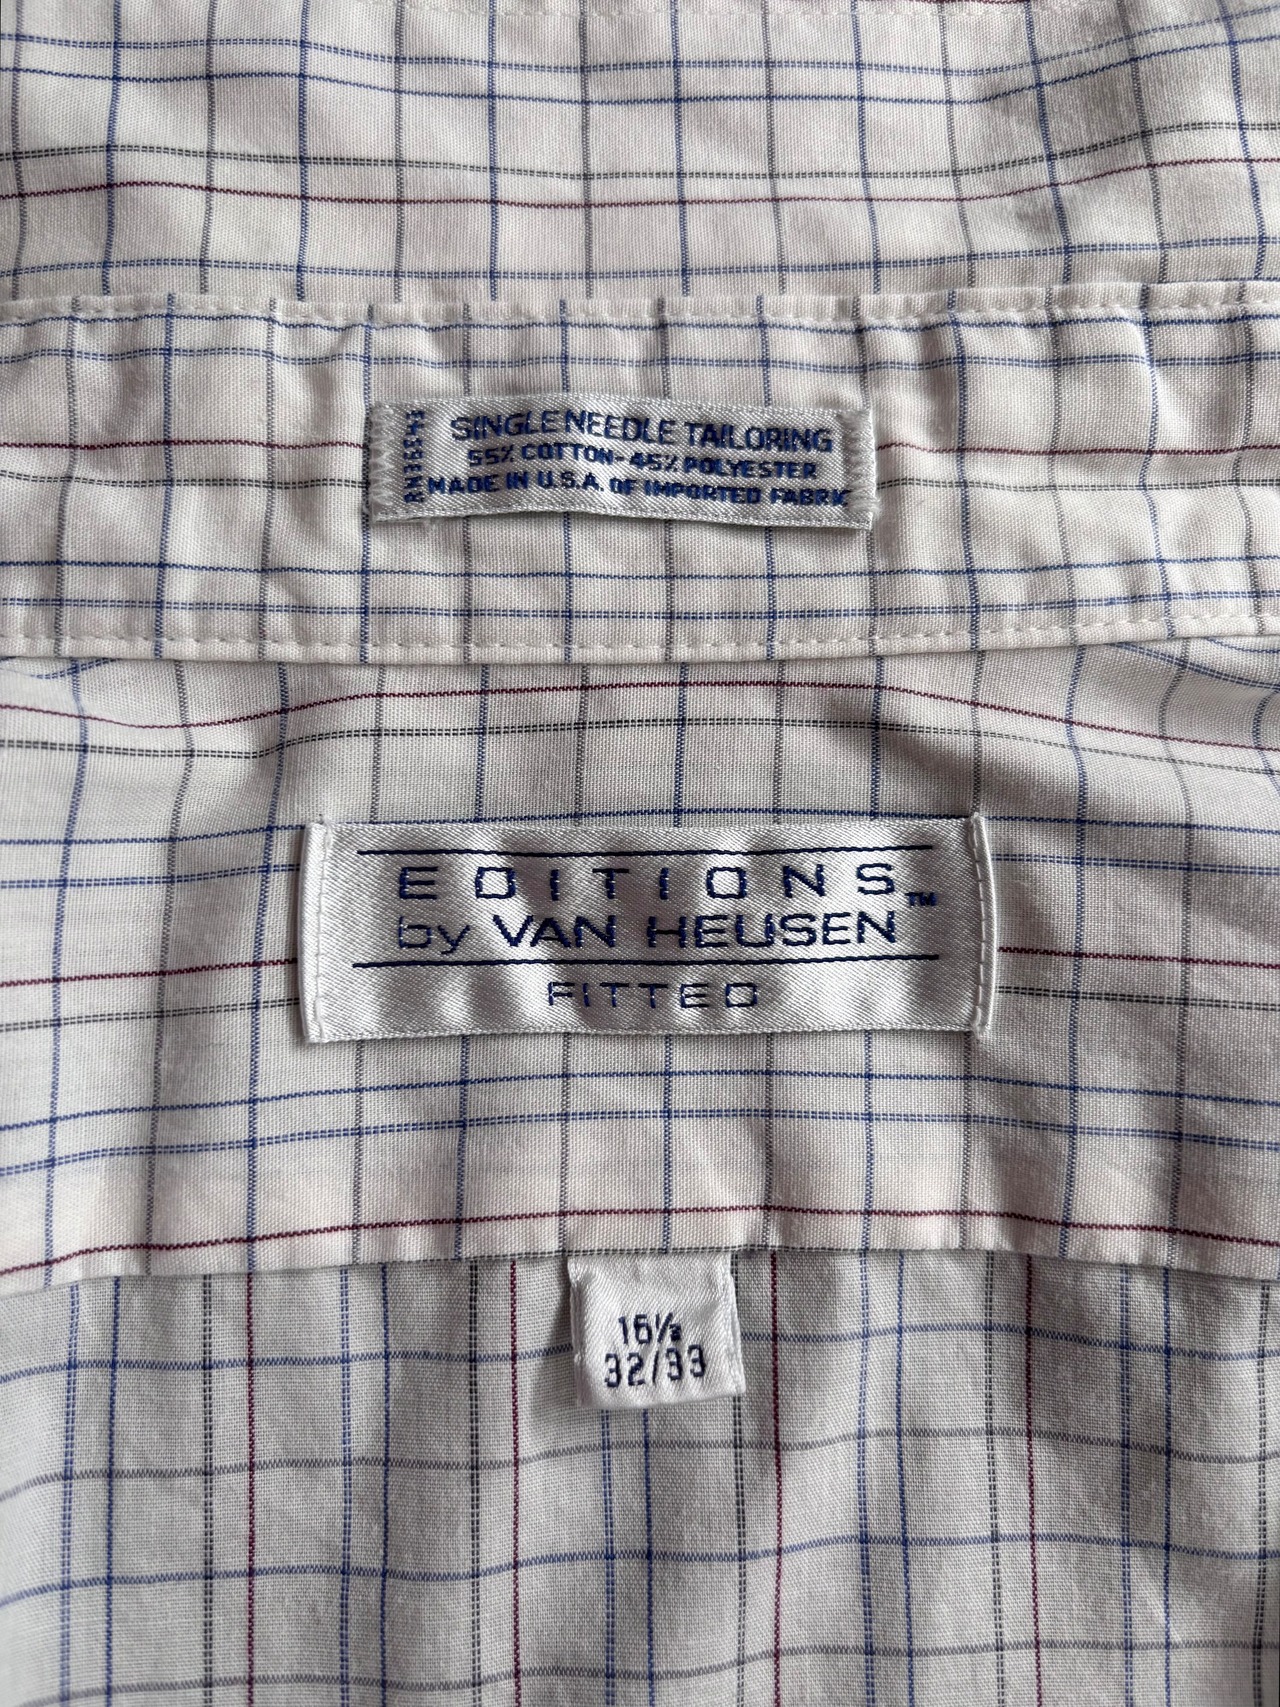 SINGLE NEEDLE TAILORING
55% COTTON-45% POLYESTER
MADE IN U.S.A. OF IMPORTED FABRIC
EDITIONS™
by VAN HEUSEN
FITTED
16½
32/33